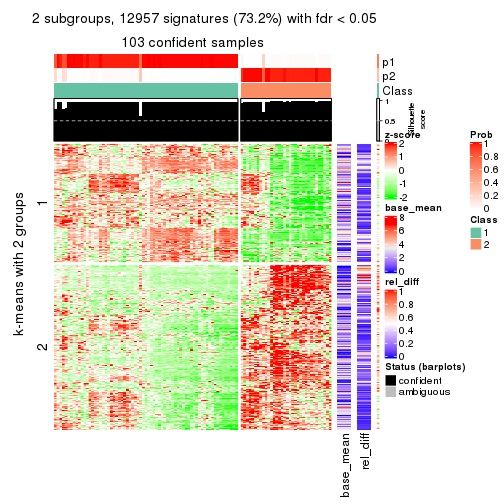 2 subgroups, 12957 signatures (73.2%) with fdr < 0.05
103 confident samples
p1
p2
Class
1
0.5
0
Silhouette
score
k-means with 2 groups
1
2
base_mean
rel_diff
z-score
2
1
0
-1
-2
base_mean
8
6
4
2
0
rel_diff
1
0.8
0.6
0.4
0.2
0
Status (barplots)
confident
ambiguous
Prob
1
0.8
0.6
0.4
0.2
0
Class
1
2